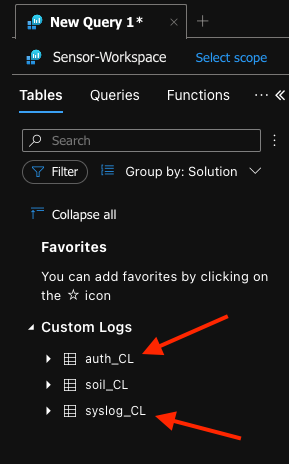 New Query 1*
Sensor-Workspace Select scope
Tables Queries Functions ...
Search
Filter Group by: Solution
Collapse all
Favorites
You can add favorites by clicking on
the ☆ icon
Custom Logs
auth_CL
soil_CL
syslog_CL